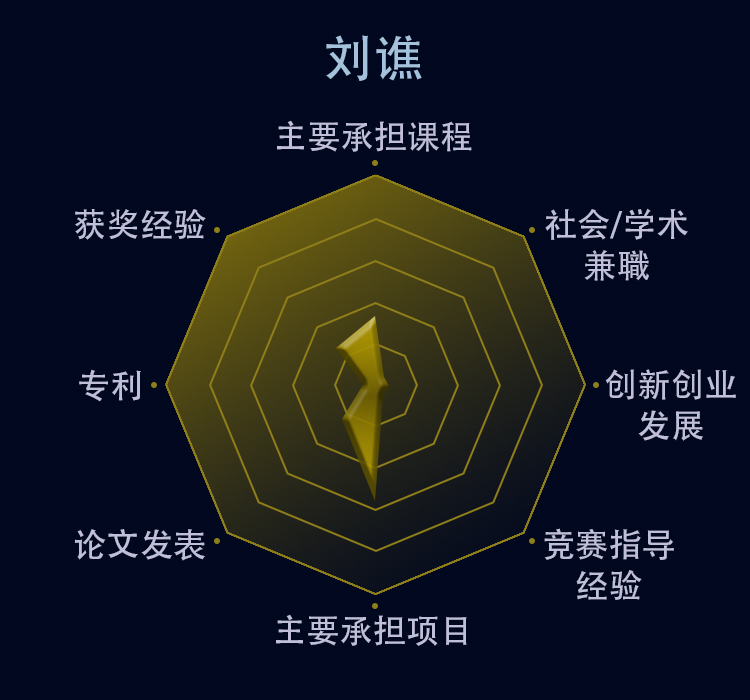 刘谯
主要承担课程
获奖经验
社会/学术
兼職
专利
创新创业
发展
论文发表
竞赛指导
经验
主要承担项目